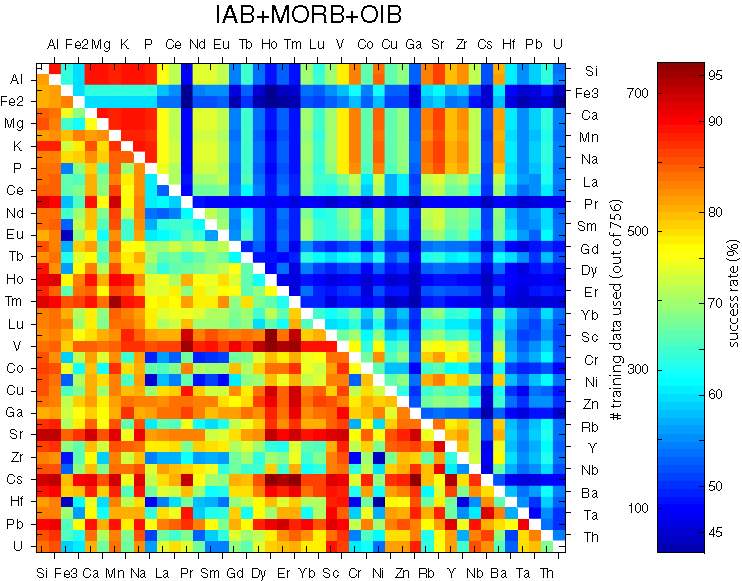 IAB+MORB+OIB
Al Fe2 Mg K P Ce Nd Eu Tb Ho Tm Lu V Co Cu Ga Sr Zr Cs Hf Pb U
Al
Fe2
Mg
K
P
Ce
Nd
Eu
Tb
Ho
Tm
Lu
V
Co
Cu
Ga
Sr
Zr
Cs
Hf
Pb
U
Si
Fe3
Ca
Mn
Na
La
Pr
Sm
Gd
Dy
Er
Yb
Sc
Cr
Ni
Zn
Rb
Y
Nb
Ba
Ta
Th
Si Fe3 Ca Mn Na La Pr Sm Gd Dy Er Yb Sc Cr Ni Zn Rb Y Nb Ba Ta Th
# training data used (out of 756)
700
500
300
100
95
90
80
70
60
50
45
success rate (%)